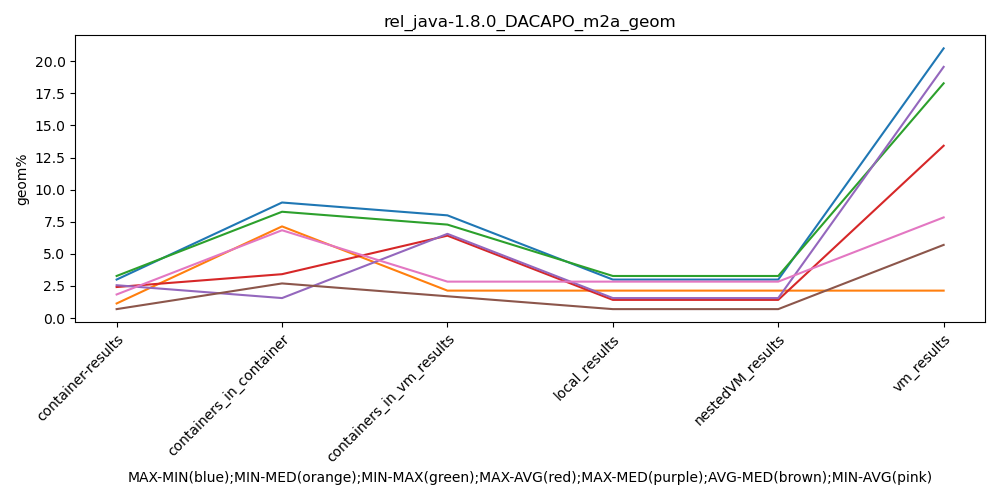 rel_java-1.8.0_DACAPO_m2a_geom
geom%
20.0
17.5
15.0
12.5
10.0
7.5
5.0
2.5
0.0
container-results
containers_in_container
containers_in_vm_results
local_results
nestedVM_results
vm_results
MAX-MIN(blue);MIN-MED(orange);MIN-MAX(green);MAX-AVG(red);MAX-MED(purple);AVG-MED(brown);MIN-AVG(pink)